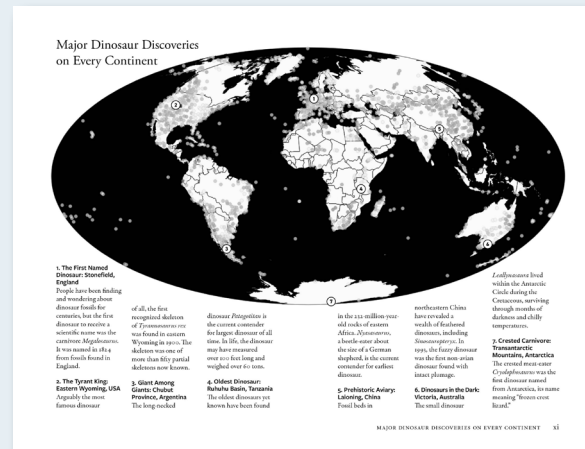 Major Dinosaur Discoveries
on Every Continent
1
2
5
4
3
6
7
1. The First Named
Dinosaur: Stonefield,
England
People have been finding
and wondering about
dinosaur fossils for
centuries, but the first
dinosaur to receive a
scientific name was the
carnivore Megalosaurus.
It was named in 1824
from fossils found in
England.
2. The Tyrant King:
Eastern Wyoming, USA
Arguably the most
famous dinosaur
of all, the first
recognized skeleton
of Tyrannosaurus rex
was found in eastern
Wyoming in 1900. The
skeleton was one of
more than fifty partial
skeletons now known.
3. Giant Among
Giants: Chubut
Province, Argentina
The long-necked
dinosaur Patagotitan is
the current contender
for largest dinosaur of all
time. In life, the dinosaur
may have measured
over 100 feet long and
weighed over 60 tons.
4. Oldest Dinosaur:
Ruhuhu Basin, Tanzania
The oldest dinosaurs yet
known have been found
in the 232-million-year-
old rocks of eastern
Africa. Nyasasaurus,
a beetle-eater about
the size of a German
shepherd, is the current
contender for earliest
dinosaur.
5. Prehistoric Aviary:
Laioning, China
Fossil beds in
northeastern China
have revealed a
wealth of feathered
dinosaurs, including
Sinosauropteryx. In
1995, the fuzzy dinosaur
was the first non-avian
dinosaur found with
intact plumage.
6. Dinosaurs in the Dark:
Victoria, Australia
The small dinosaur
Leallynasaura lived
within the Antarctic
Circle during the
Cretaceous, surviving
through months of
darkness and chilly
temperatures.
7. Crested Carnivore:
Transantarctic
Mountains, Antarctica
The crested meat-eater
Cryolophosaurus was the
first dinosaur named
from Antarctica, its name
meaning "frozen crest
lizard."
MAJOR DINOSAUR DISCOVERIES ON EVERY CONTINENT xi